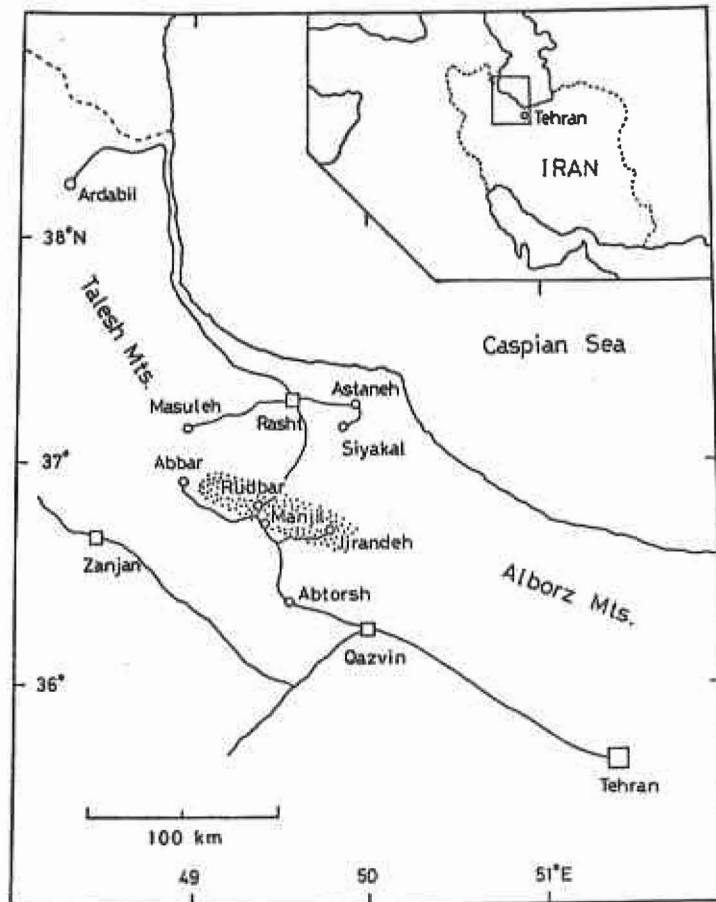 Tehran
IRAN
Ardabil
38°N
Talesh Mts.
Caspian Sea
Astaneh
Masuleh
Rasht
Siyakal
37°
Abbar
Rudbar
Manjil
Jirandeh
Zanjan
Alborz Mts.
Abtorsh
Qazvin
36°
Tehran
100 km
49
50
51°E